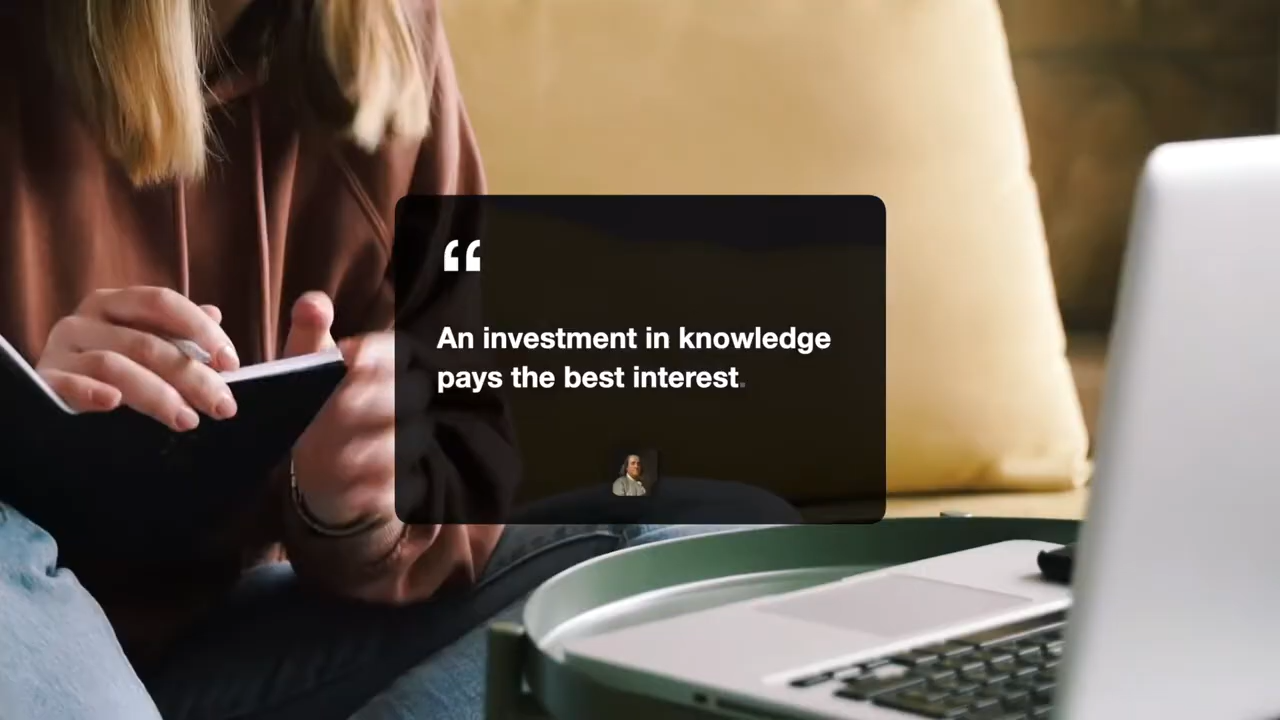 “
An investment in knowledge
pays the best interest.